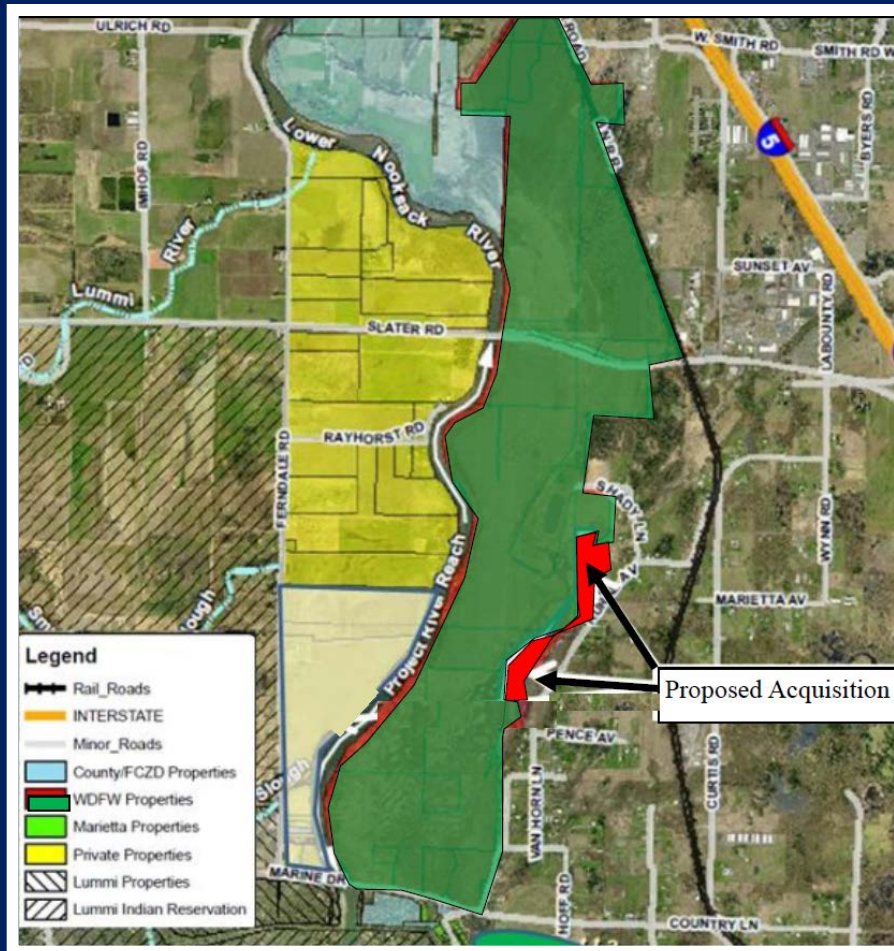 ULRICH RD
ROAD
W. SMITH RD
SMITH RD W
5
BYERS RD
IMHOF RD
Lower
Nooksack
River
River
Lummi
SUNSET AV
LABOUNTY RD
SLATER RD
RAYHORST RD
FERNDALE RD
SHADY LN
WYNN RD
AV
MARIETTA AV
Project River Reach
Slough
Proposed Acquisition
Legend
Rail_Roads
INTERSTATE
Minor_Roads
County/FCZD Properties
WDFW Properties
Marietta Properties
Private Properties
Lummi Properties
Lummi Indian Reservation
PENCE AV
CURTIS RD
VAN HORN LN
HOFF RD
MARINE DR
COUNTRY LN